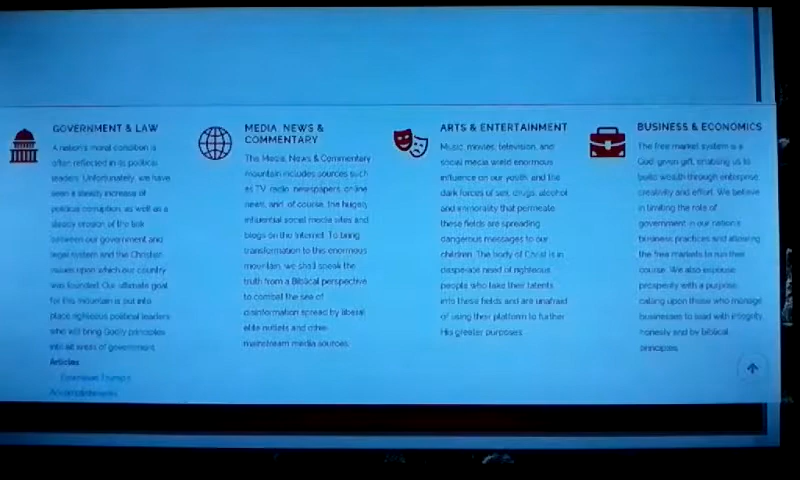 GOVERNMENT & LAW
A nation's moral condition is
often reflected in its political
leaders. Unfortunately, we have
seen a steady increase of
political corruption, as well as a
steady erosion of the link
between our government and
legal system and the Christian
values upon which our country
was founded. Our ultimate goal
for this mountain is put into
place righteous political leaders
who will bring Godly principles
into all areas of government.
Articles
President Trump's
Accomplishments
MEDIA, NEWS &
COMMENTARY
The Media, News & Commentary
mountain includes sources such
as TV, radio, newspapers, online
news, and, of course, the hugely
influential social media sites and
blogs on the Internet. To bring
transformation to this enormous
mountain, we shall speak the
truth from a Biblical perspective
to combat the sea of
disinformation spread by liberal
elite outlets and other
mainstream media sources.
ARTS & ENTERTAINMENT
Music, movies, television, and
social media wield enormous
influence on our youth, and the
dark forces of sex, drugs, alcohol
and immorality that permeate
these fields are spreading
dangerous messages to our
children. The body of Christ is in
desperate need of righteous
people who take their talents
into these fields and are unafraid
of using their platform to further
His greater purposes.
BUSINESS & ECONOMICS
The free market system is a
God-given gift, enabling us to
build wealth through enterprise,
creativity and effort. We believe
in limiting the role of
government in our nation's
business practices and allowing
the free markets to run their
course. We also espouse
prosperity with a purpose,
calling upon those who manage
businesses to lead with integrity,
honesty and by biblical
principles.